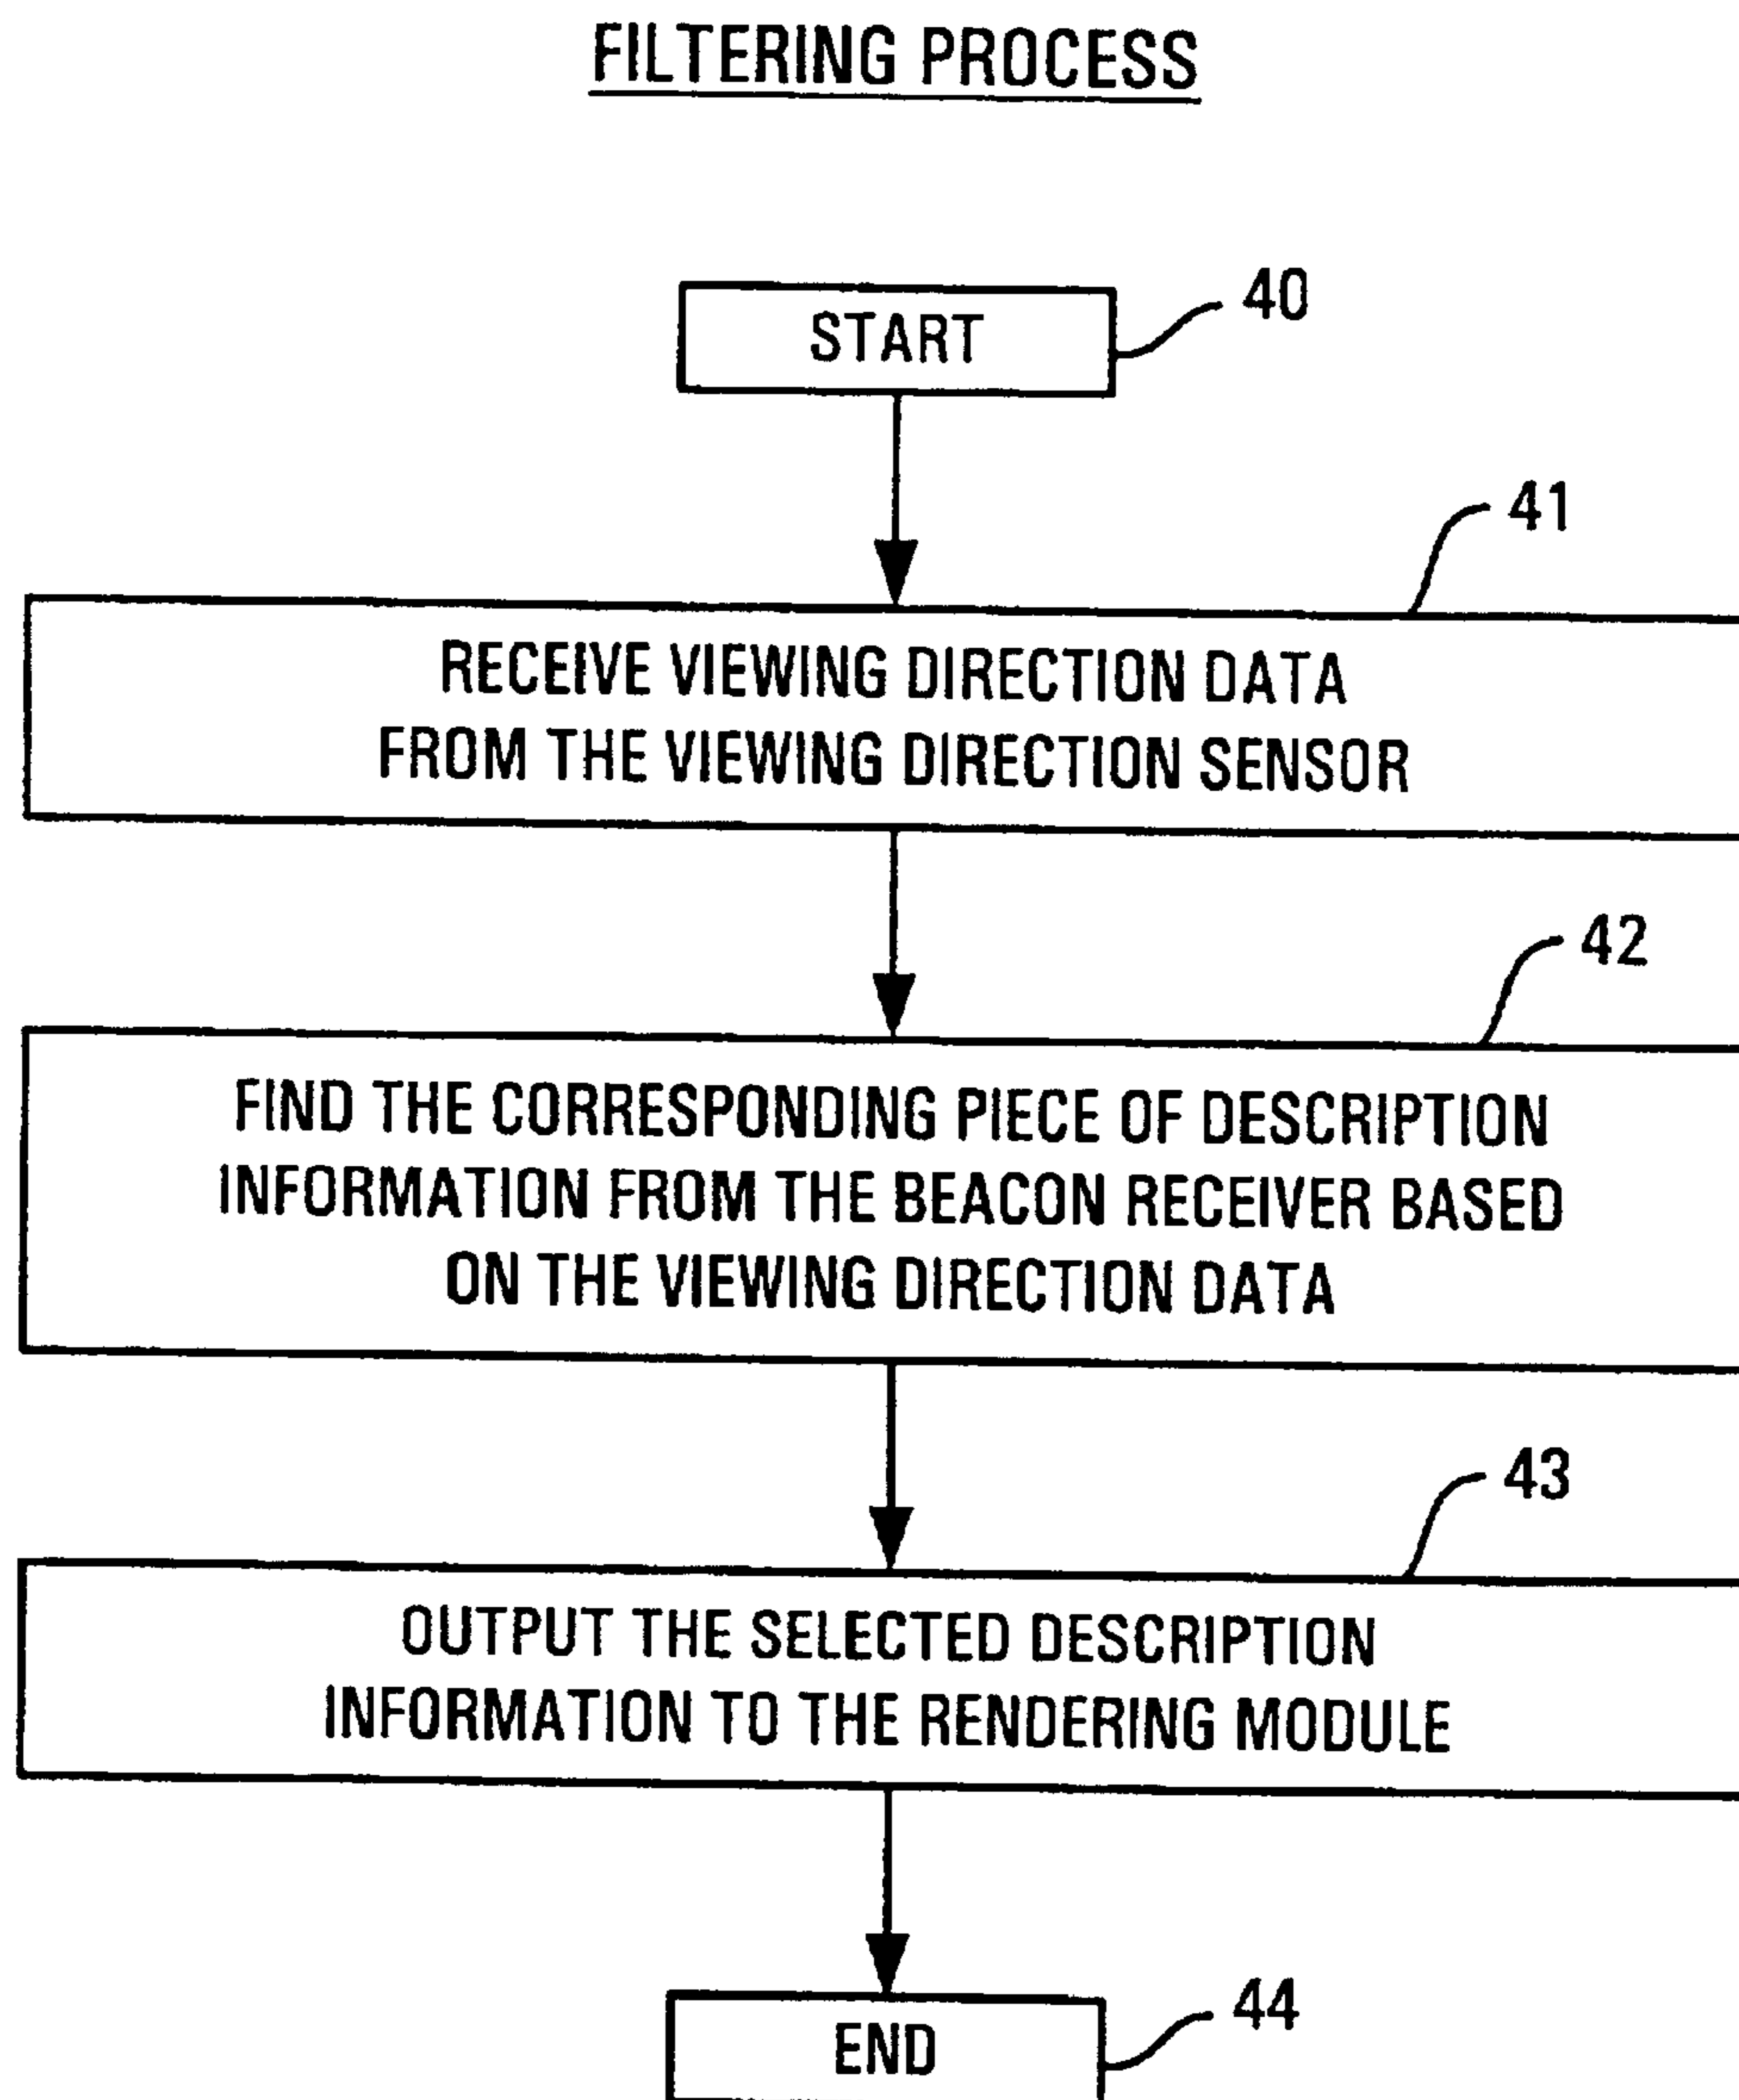 FILTERING PROCESS
START
40
41
RECEIVE VIEWING DIRECTION DATA
FROM THE VIEWING DIRECTION SENSOR
42
FIND THE CORRESPONDING PIECE OF DESCRIPTION
INFORMATION FROM THE BEACON RECEIVER BASED
ON THE VIEWING DIRECTION DATA
43
OUTPUT THE SELECTED DESCRIPTION
INFORMATION TO THE RENDERING MODULE
END
44